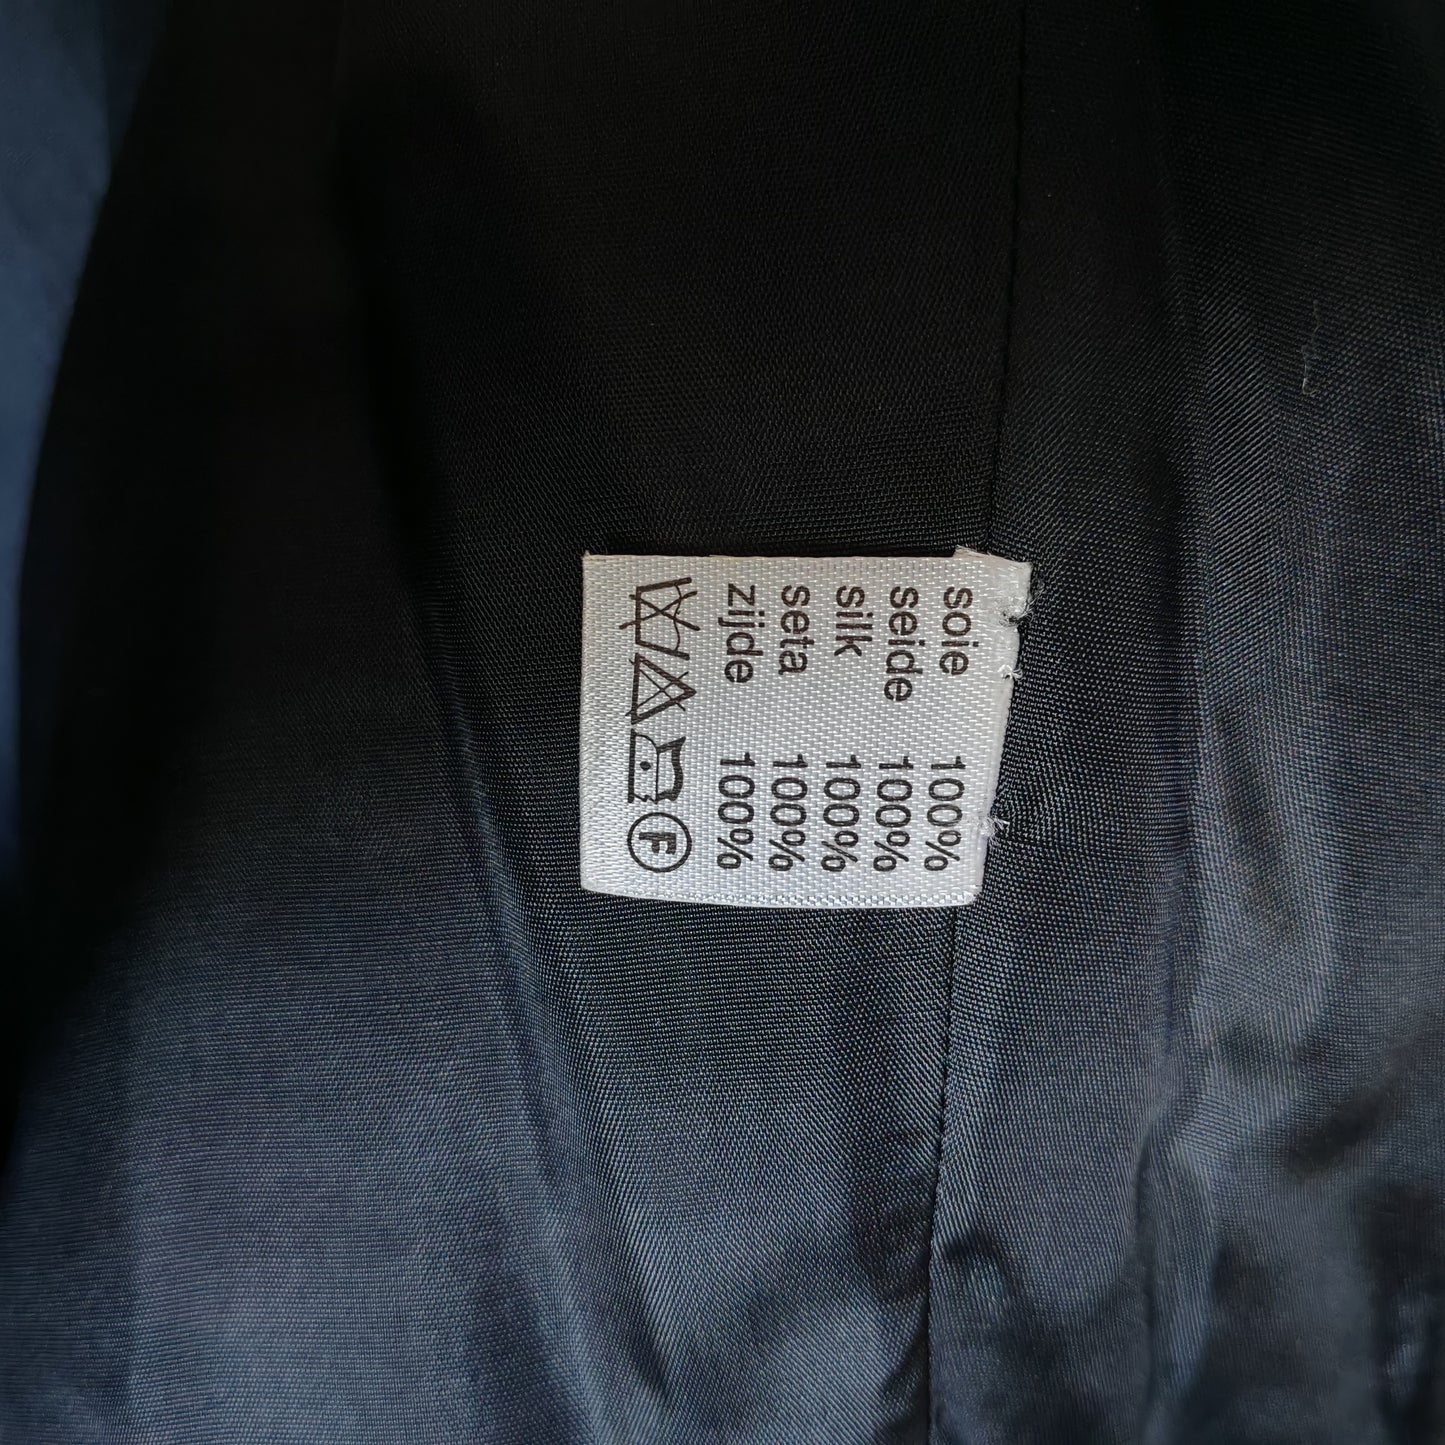 soie 100%
seide 100%
silk 100%
seta 100%
zijde 100%
F